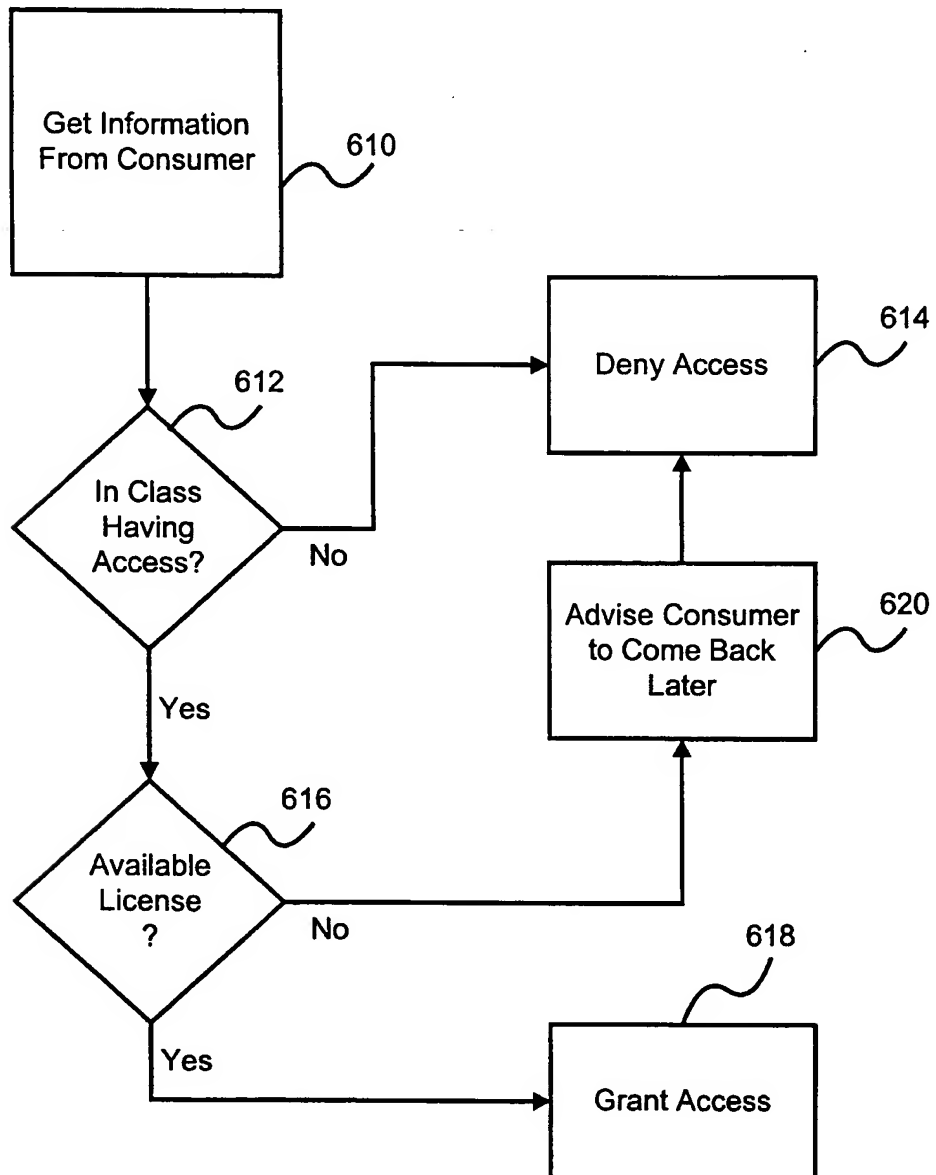 Get Information
From Consumer
610
614
Deny Access
612
In Class
Having
Access?
No
620
Advise Consumer
to Come Back
Later
Yes
616
Available
License
?
No
618
Yes
Grant Access